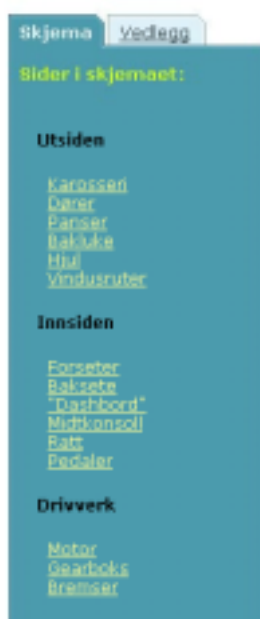 Skjema Vedlegg
Sider i skjemaet:
Utsiden
Karosseri
Dører
Panser
Bakluke
Hjul
Vindusruter
Innsiden
Forseter
Baksete
"Dashbord"
Midtkonsoll
Ratt
Pedaler
Drivverk
Motor
Gearboks
Bremser